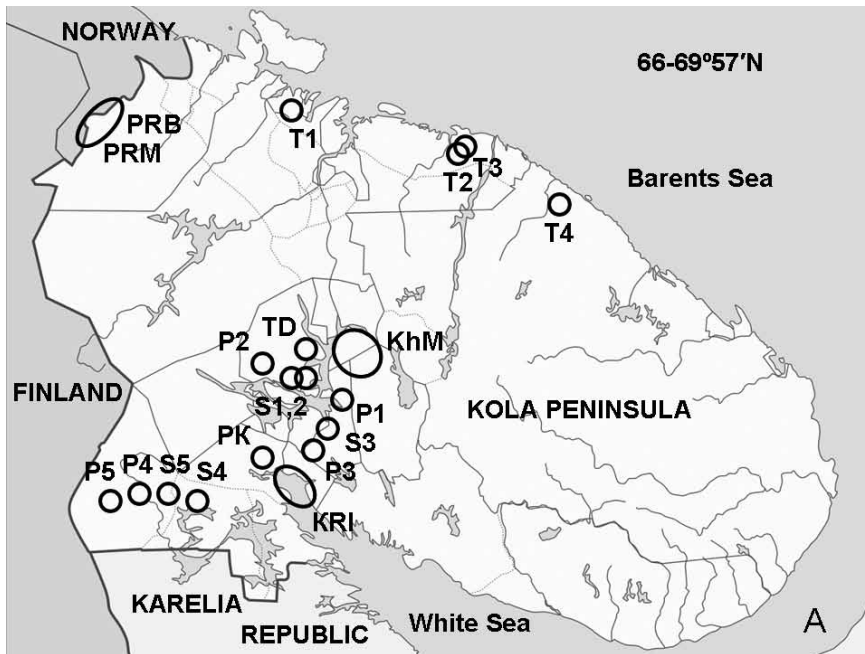 NORWAY
66-69º57′N
PRB
PRM
T1
T3
T2
Barents Sea
T4
TD
P2
KhM
FINLAND
S1,2
P1
KOLA PENINSULA
PK
S3
P5
P4
S5
S4
P3
KRI
KARELIA
REPUBLIC
White Sea
A